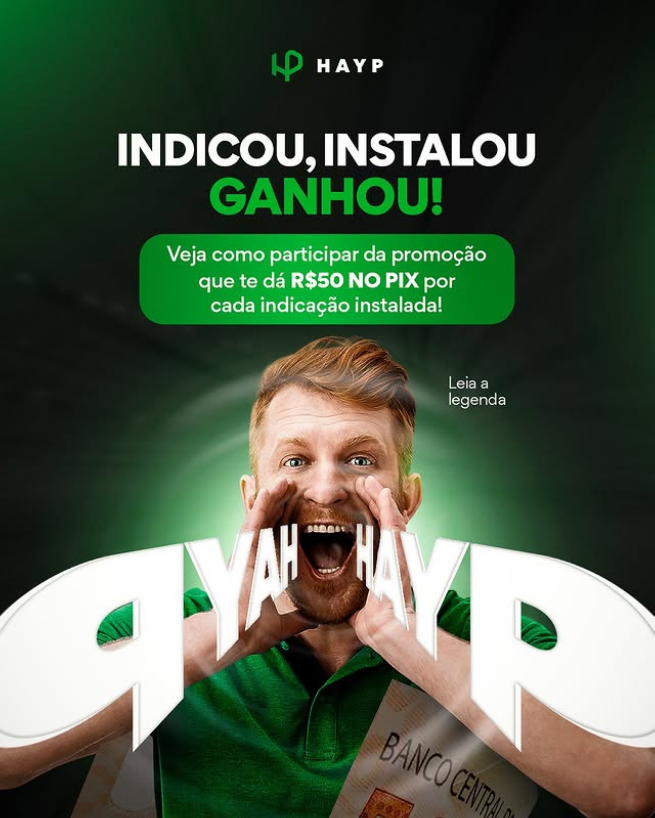 HAYP
INDICOU, INSTALOU
GANHOU!
Veja como participar da promoção
que te dá R$50 NO PIX por
cada indicação instalada!
Leia a
legenda
HAYP HAYP
BANCO CENTRAL